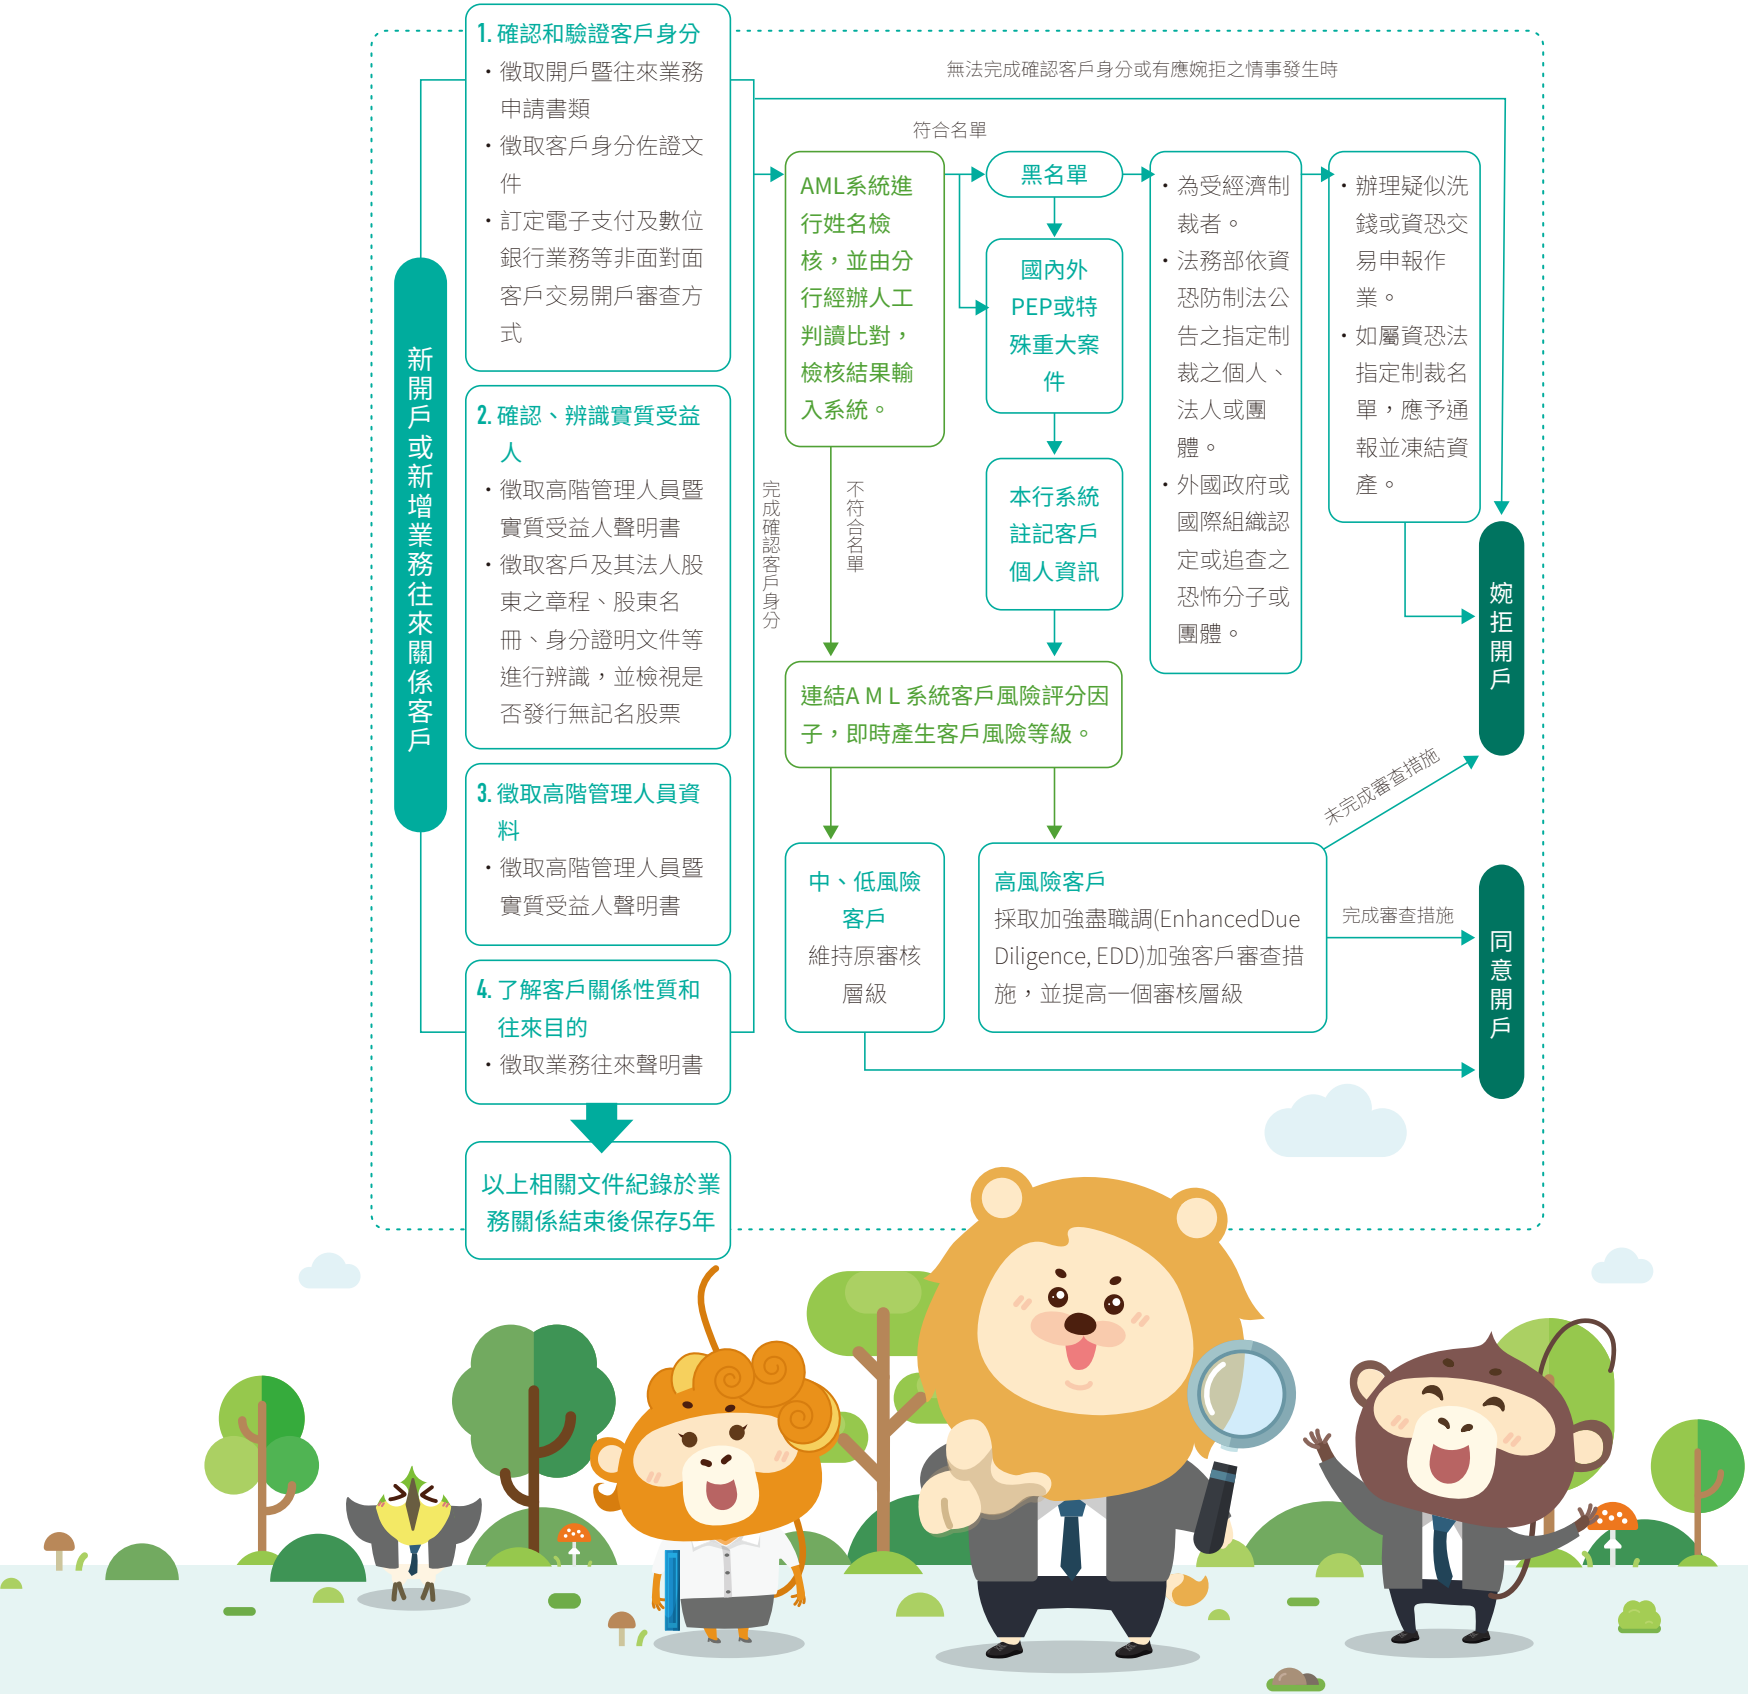 新開戶或新增業務往來關係客戶
1. 確認和驗證客戶身分
・徵取開戶暨往來業務
申請書類
・徵取客戶身分佐證文
件
・訂定電子支付及數位
銀行業務等非面對面
客戶交易開戶審查方
式
2. 確認、辨識實質受益
人
・徵取高階管理人員暨
實質受益人聲明書
・徵取客戶及其法人股
東之章程、股東名
冊、身分證明文件等
進行辨識，並檢視是
否發行無記名股票
3. 徵取高階管理人員資
料
・徵取高階管理人員暨
實質受益人聲明書
4. 了解客戶關係性質和
往來目的
・徵取業務往來聲明書
以上相關文件紀錄於業
務關係結束後保存5年
完成確認客戶身分
無法完成確認客戶身分或有應婉拒之情事發生時
AML系統進
行姓名檢
核，並由分
行經辦人工
判讀比對，
檢核結果輸
入系統。
符合名單
不符合名單
黑名單
國內外
PEP或特
殊重大案
件
本行系統
註記客戶
個人資訊
・為受經濟制
裁者。
・法務部依資
恐防制法公
告之指定制
裁之個人、
法人或團
體。
・外國政府或
國際組織認
定或追查之
恐怖分子或
團體。
・辦理疑似洗
錢或資恐交
易申報作
業。
・如屬資恐法
指定制裁名
單，應予通
報並凍結資
產。
連結AML系統客戶風險評分因
子，即時產生客戶風險等級。
中、低風險
客戶
維持原審核
層級
高風險客戶
採取加強盡職調(EnhancedDue
Diligence, EDD)加強客戶審查措
施，並提高一個審核層級
未完成審查措施
完成審查措施
婉拒開戶
同意開戶